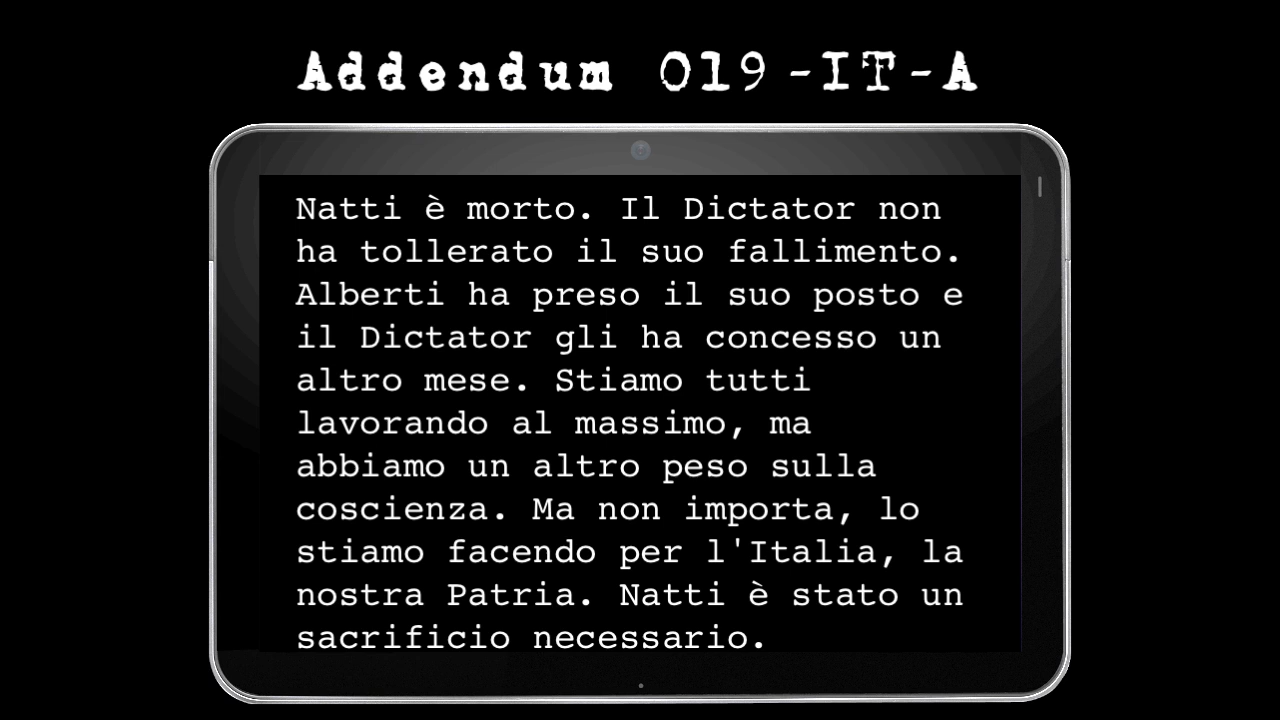 Addendum 019-IT-A
Natti è morto. Il Dictator non
ha tollerato il suo fallimento.
Alberti ha preso il suo posto e
il Dictator gli ha concesso un
altro mese. Stiamo tutti
lavorando al massimo, ma
abbiamo un altro peso sulla
coscienza. Ma non importa, lo
stiamo facendo per l'Italia, la
nostra Patria. Natti è stato un
sacrificio necessario.